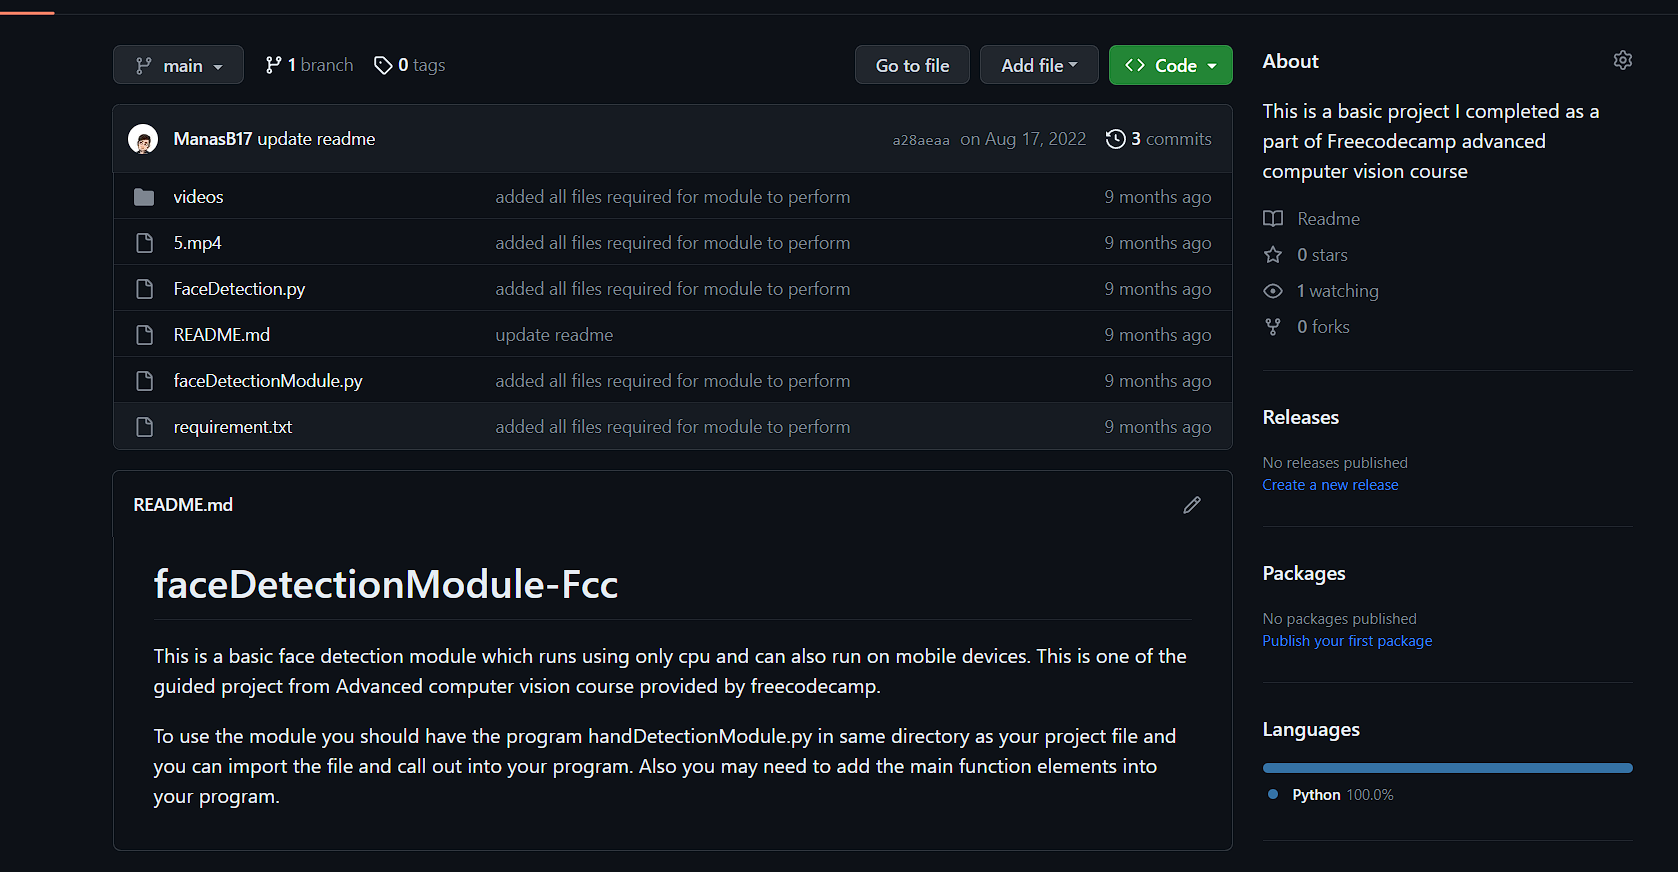 main 1 branch 0 tags Go to file Add file Code
ManasB17 update readme a28aeaa on Aug 17, 2022 3 commits
videos added all files required for module to perform 9 months ago
5.mp4 added all files required for module to perform 9 months ago
FaceDetection.py added all files required for module to perform 9 months ago
README.md update readme 9 months ago
faceDetectionModule.py added all files required for module to perform 9 months ago
requirement.txt added all files required for module to perform 9 months ago
README.md
faceDetectionModule-Fcc
This is a basic face detection module which runs using only cpu and can also run on mobile devices. This is one of the
guided project from Advanced computer vision course provided by freecodecamp.
To use the module you should have the program handDetectionModule.py in same directory as your project file and
you can import the file and call out into your program. Also you may need to add the main function elements into
your program.
About
This is a basic project I completed as a
part of Freecodecamp advanced
computer vision course
Readme
0 stars
1 watching
0 forks
Releases
No releases published
Create a new release
Packages
No packages published
Publish your first package
Languages
Python 100.0%